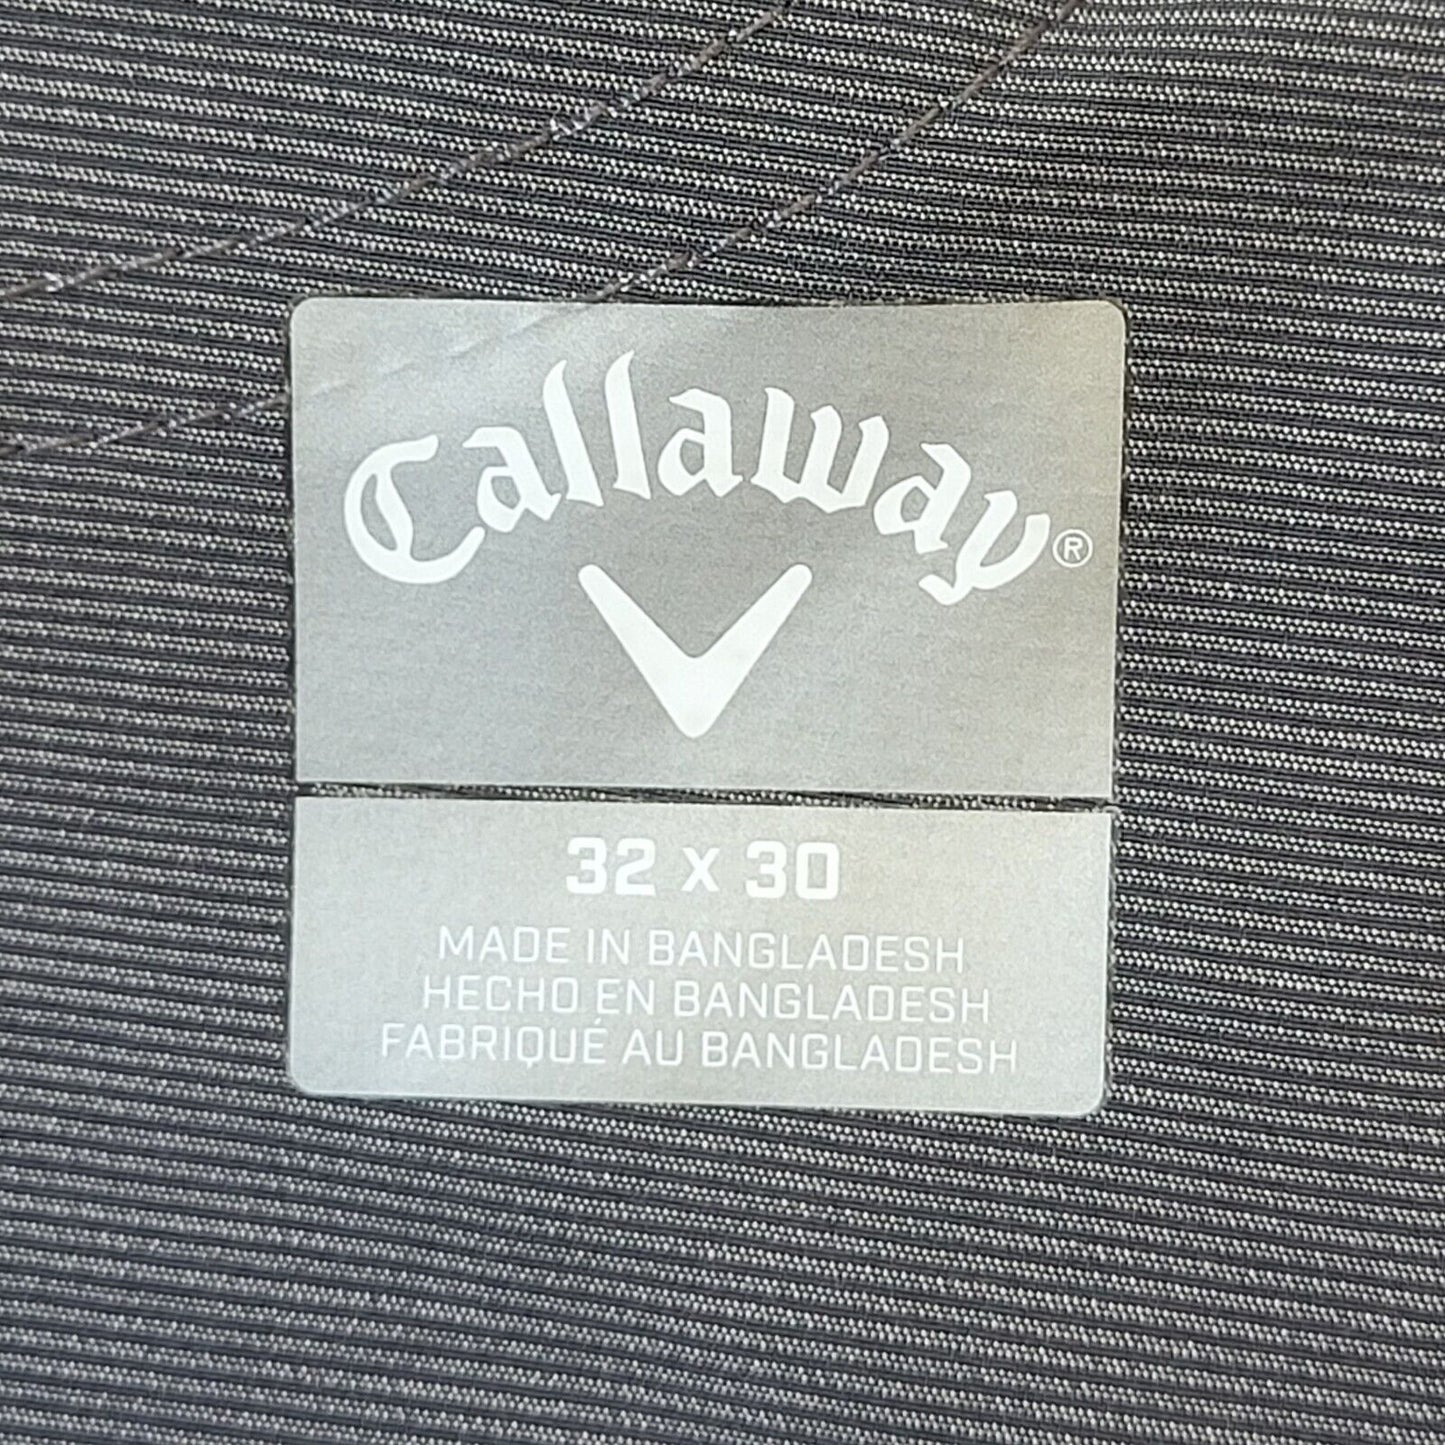 Callaway®
32 X 30
MADE IN BANGLADESH
HECHO EN BANGLADESH
FABRIQUÉ AU BANGLADESH